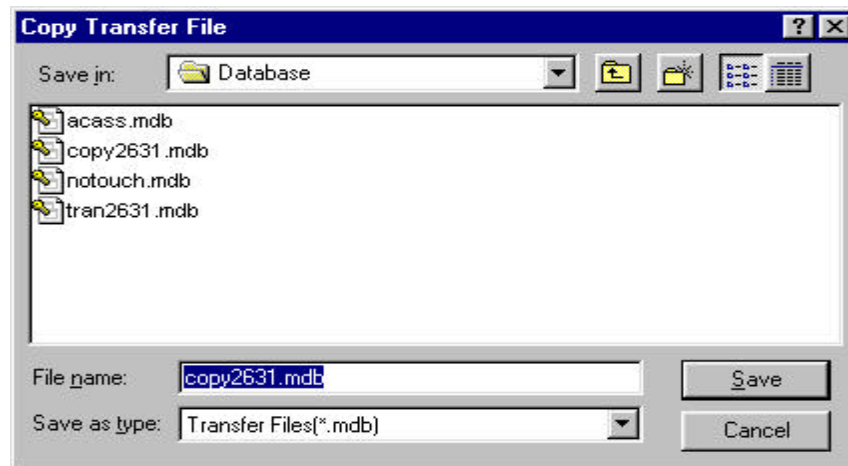 Copy Transfer File
Save in: Database
acass.mdb
copy2631.mdb
notouch.mdb
tran2631.mdb
File name: copy2631.mdb Save
Save as type: Transfer Files(*.mdb) Cancel